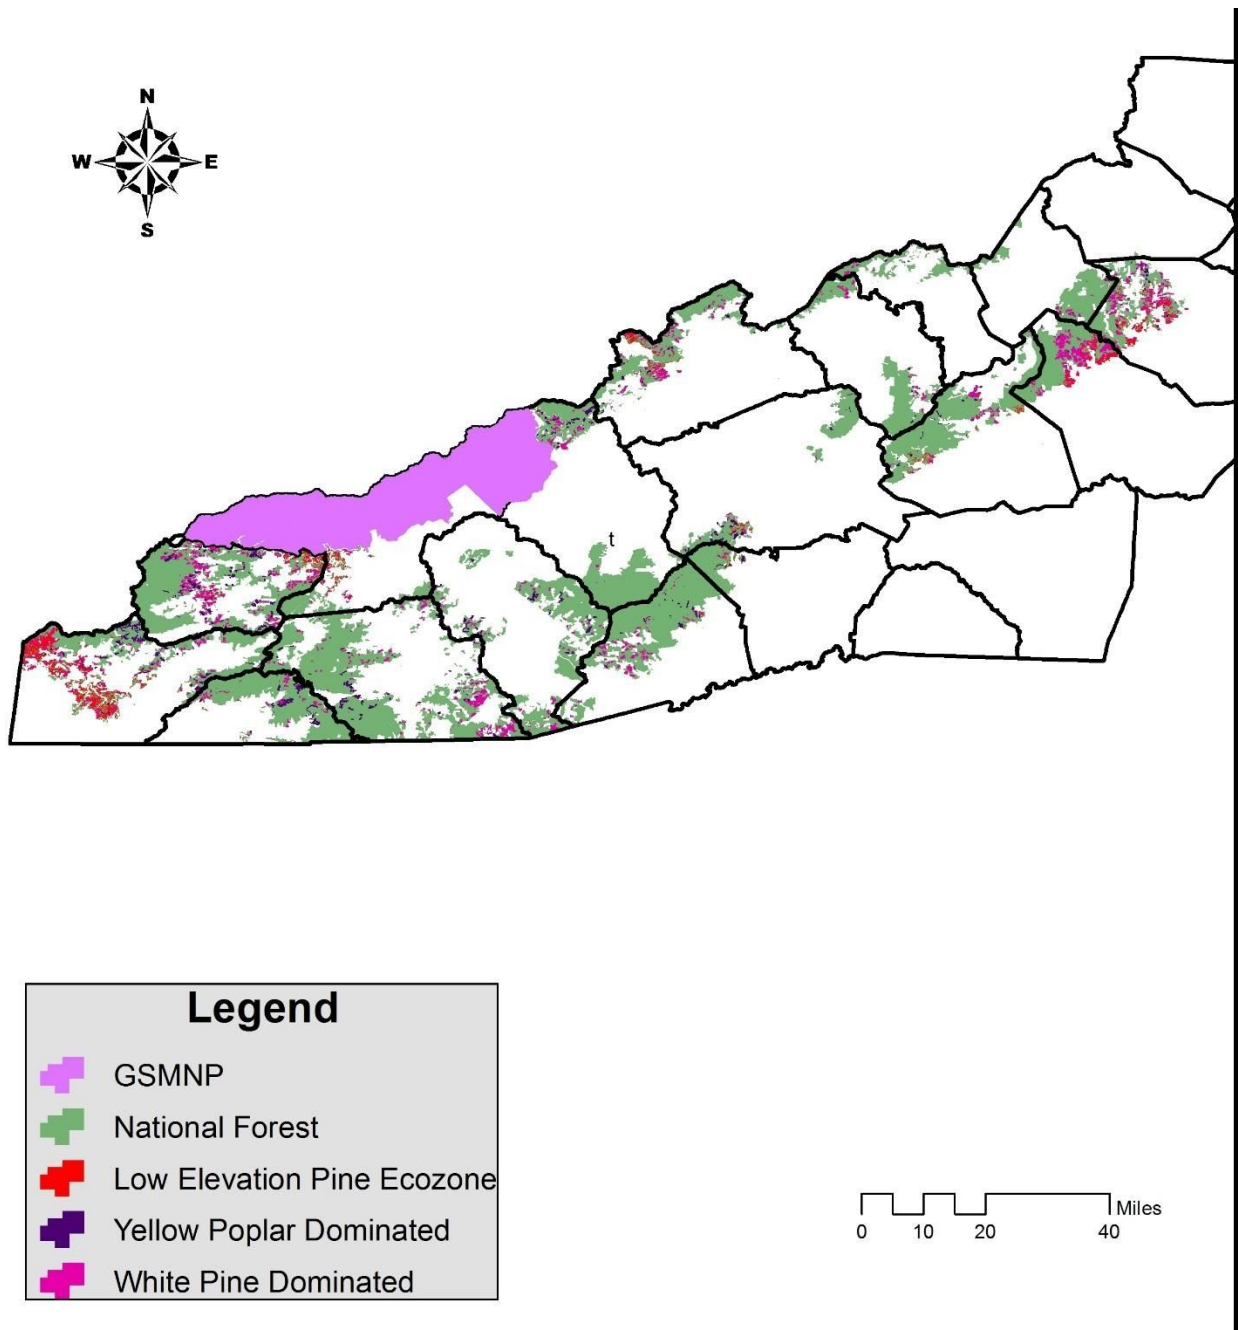 N
W E
S
t
Legend
GSMNP
National Forest
Low Elevation Pine Ecozone
Yellow Poplar Dominated
White Pine Dominated
Miles
0 10 20 40